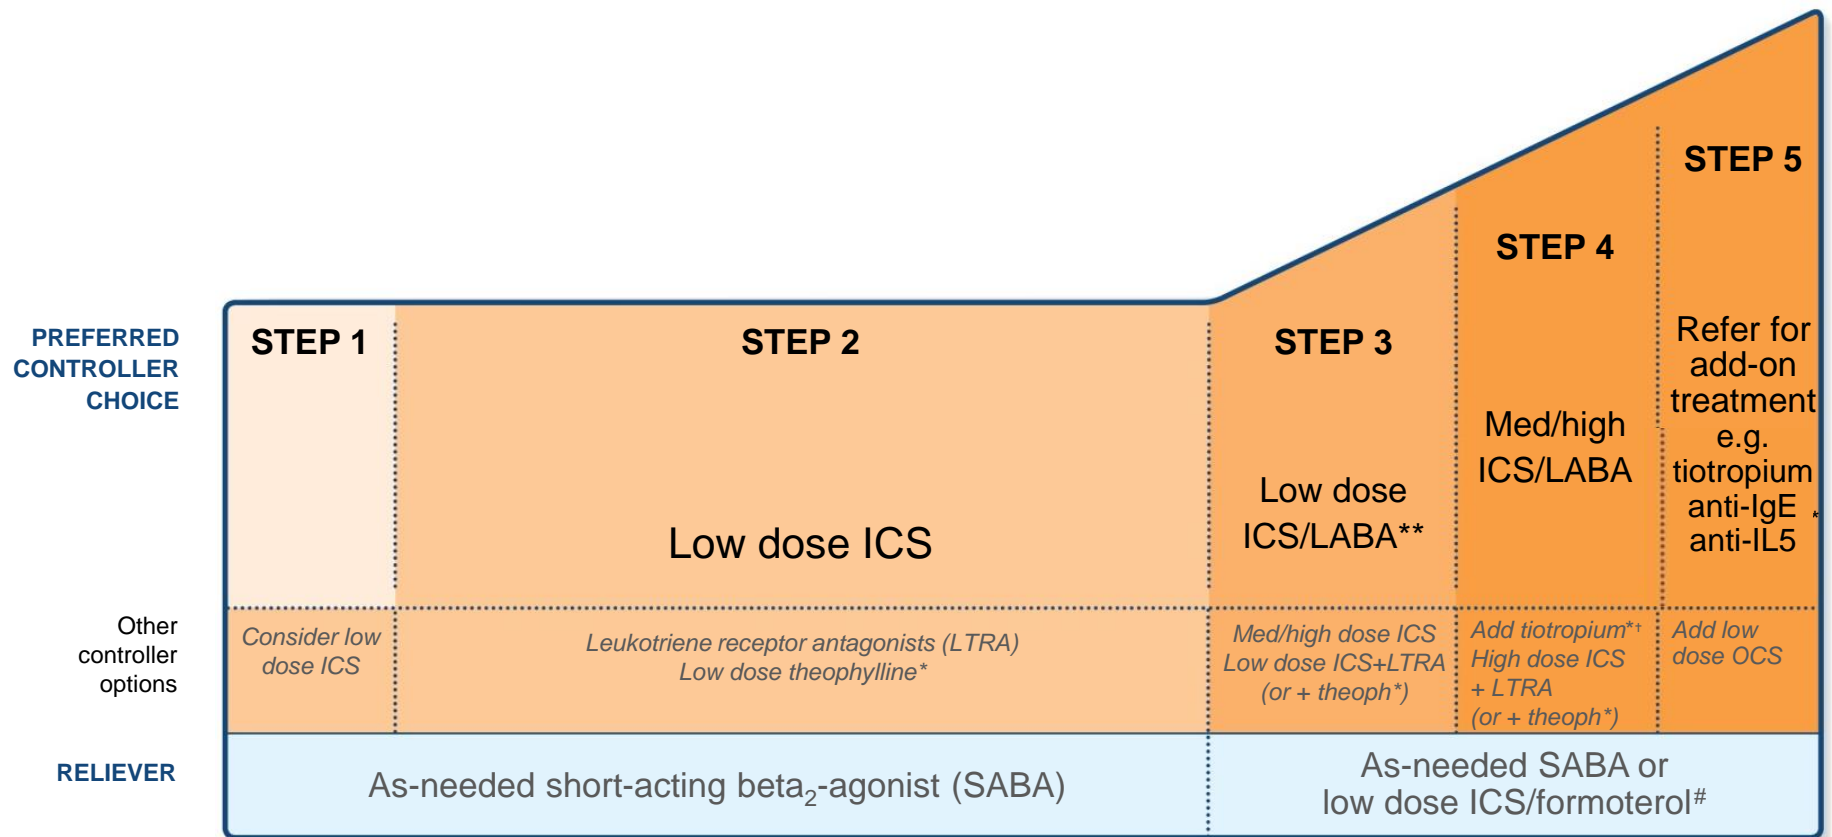 STEP 5
STEP 4
PREFERRED
CONTROLLER
CHOICE
STEP 1
STEP 2
Low dose ICS
STEP 3
Low dose
ICS/LABA**
Med/high
ICS/LABA
Refer for
add-on
treatment
e.g.
tiotropium
anti-IgE *
anti-IL5
Other
controller
options
Consider low
dose ICS
Leukotriene receptor antagonists (LTRA)
Low dose theophylline*
Med/high dose ICS
Low dose ICS+LTRA
(or + theoph*)
Add tiotropium*†
High dose ICS
+ LTRA
(or + theoph*)
Add low
dose OCS
RELIEVER
As-needed short-acting beta₂-agonist (SABA)
As-needed SABA or
low dose ICS/formoterol#